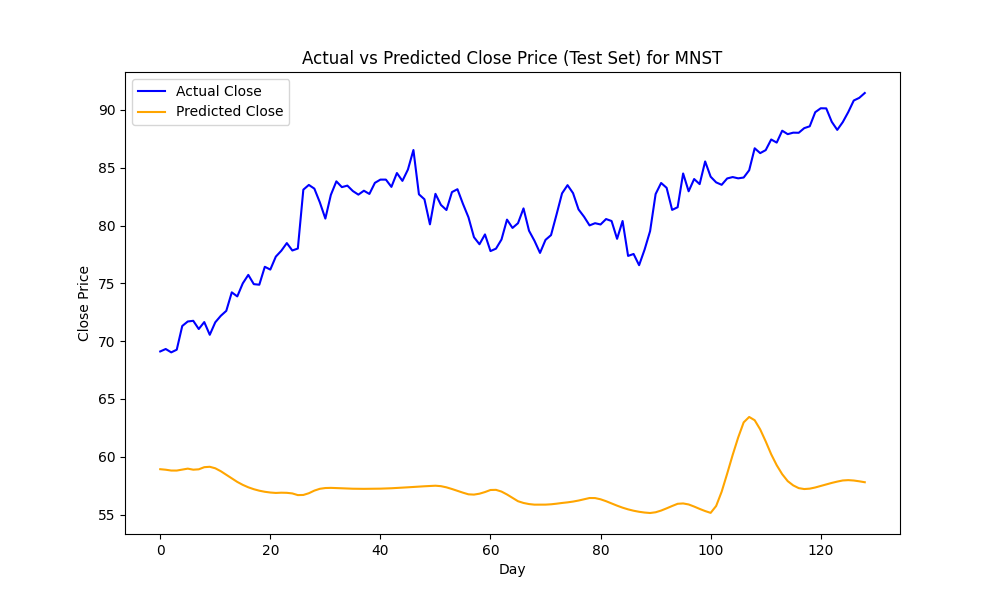 Actual vs Predicted Close Price (Test Set) for MNST
Actual Close
Predicted Close
90
85
80
75
70
65
60
55
Close Price
0 20 40 60 80 100 120
Day